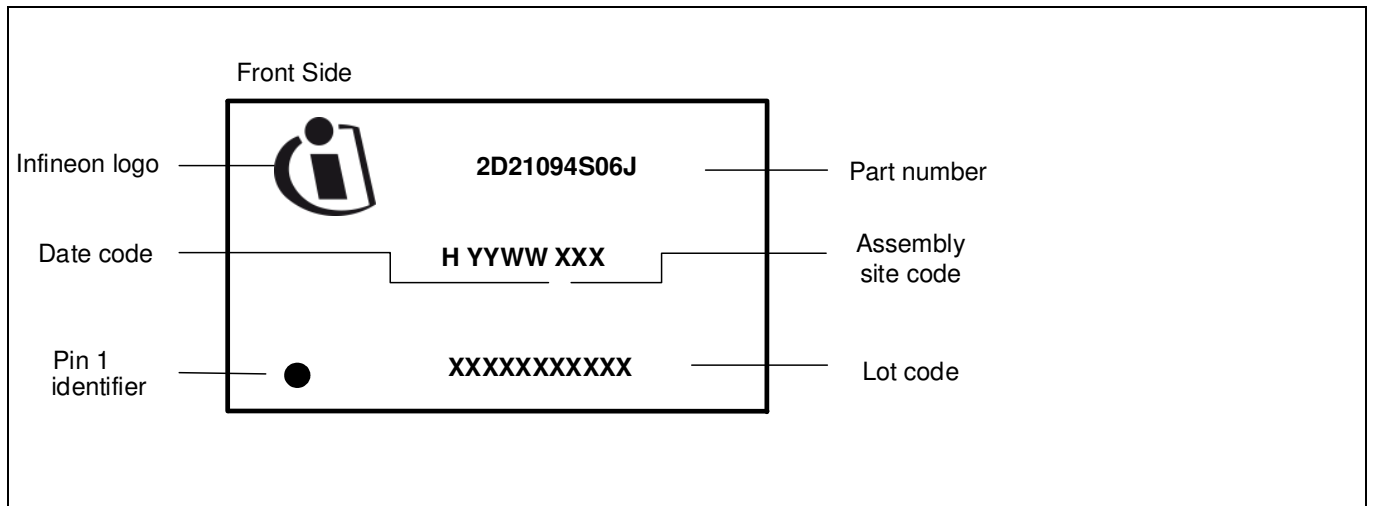 Front Side
Infineon logo
2D21094S06J
Part number
Date code
H YYWW XXX
Assembly
site code
Pin 1
identifier
XXXXXXXXXXX
Lot code